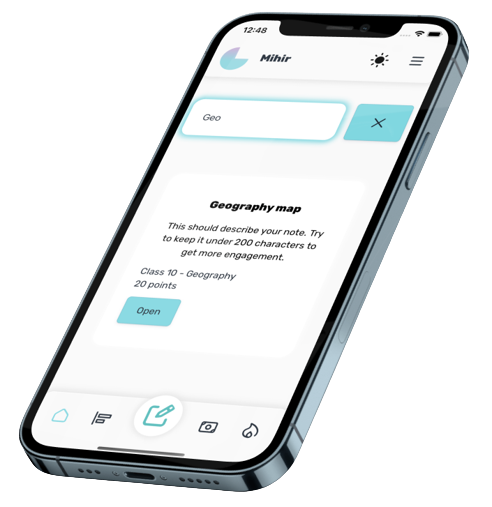 12:48
Mihir
Geo
Geography map
This should describe your note. Try
to keep it under 200 characters to
get more engagement.
Class 10 - Geography
20 points
Open